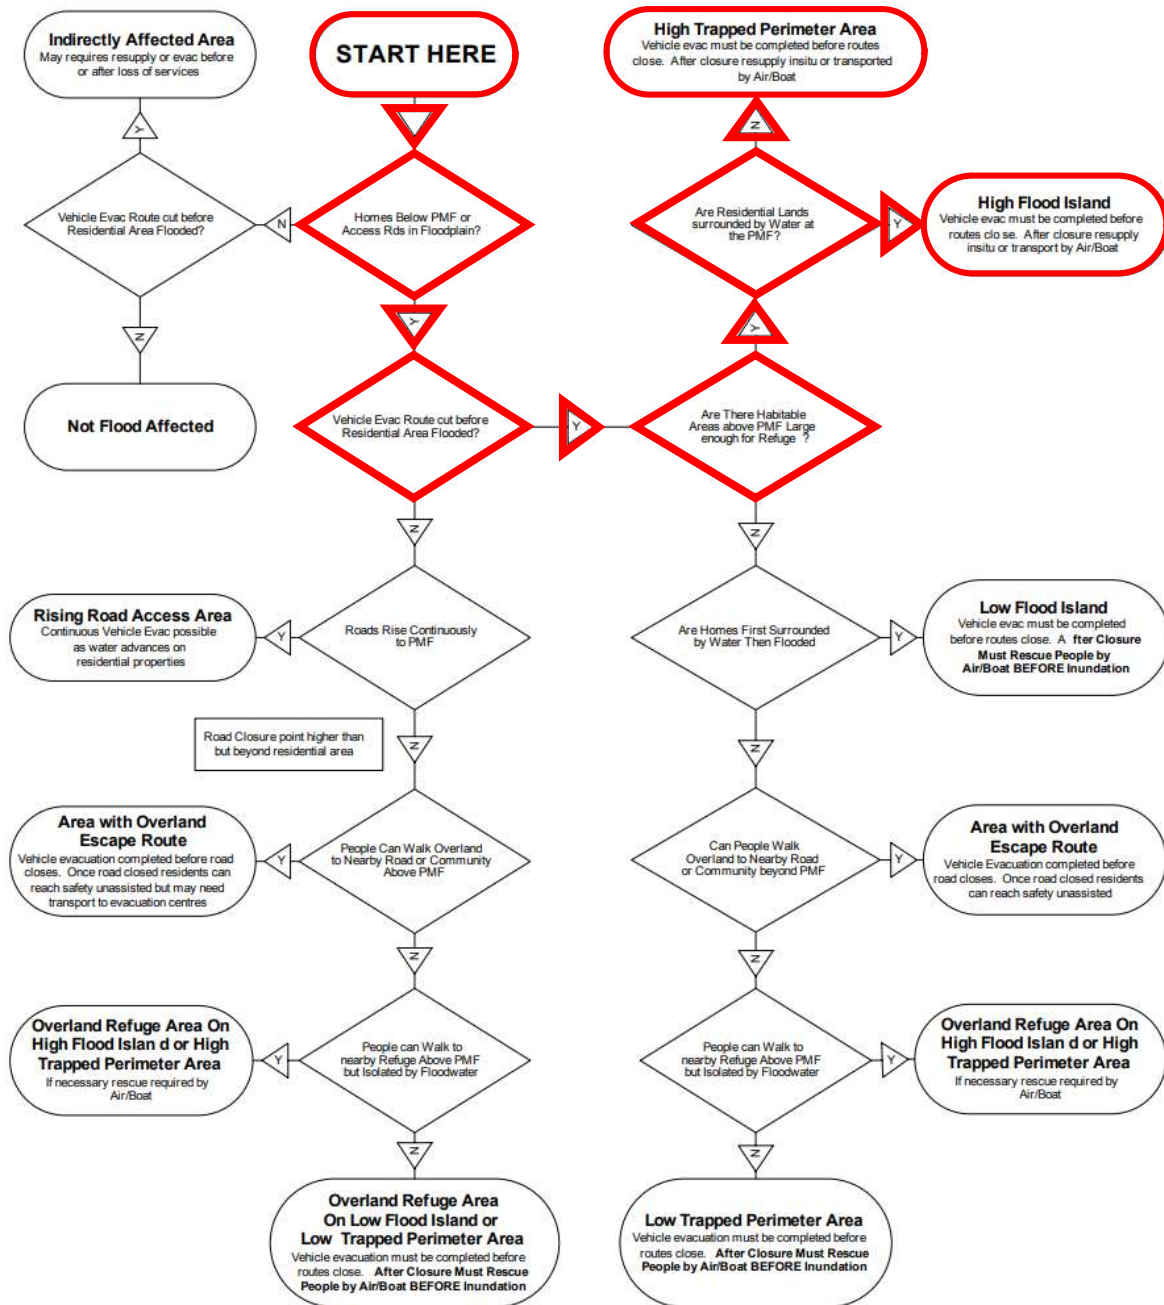 Indirectly Affected Area
May requires resupply or evac before
or after loss of services
START HERE
High Trapped Perimeter Area
Vehicle evac must be completed before routes
close. After closure resupply insitu or transported
by Air/Boat
Y
N
Vehicle Evac Route cut before
Residential Area Flooded?
N
Homes Below PMF or
Access Rds in Floodplain?
Are Residential Lands
surrounded by Water at
the PMF?
Y
High Flood Island
Vehicle evac must be completed before
routes clo se. After closure resupply
insitu or transport by Air/Boat
N
Y
Y
Not Flood Affected
Vehicle Evac Route cut before
Residential Area Flooded?
Y
Are There Habitable
Areas above PMF Large
enough for Refuge ?
N
N
Rising Road Access Area
Continuous Vehicle Evac possible
as water advances on
residential properties
Y
Roads Rise Continuously
to PMF
Are Homes First Surrounded
by Water Then Flooded
Y
Low Flood Island
Vehicle evac must be completed
before routes close. A fter Closure
Must Rescue People by
Air/Boat BEFORE Inundation
Road Closure point higher than
but beyond residential area
N
N
Area with Overland
Escape Route
Vehicle evacuation completed before road
closes. Once road closed residents can
reach safety unassisted but may need
transport to evacuation centres
Y
People Can Walk Overland
to Nearby Road or Community
Above PMF
Can People Walk
Overland to Nearby Road
or Community beyond PMF
Y
Area with Overland
Escape Route
Vehicle Evacuation completed before
road closes. Once road closed residents
can reach safety unassisted
N
N
Overland Refuge Area On
High Flood Islan d or High
Trapped Perimeter Area
If necessary rescue required by
Air/Boat
Y
People can Walk to
nearby Refuge Above PMF
but Isolated by Floodwater
People can Walk to
nearby Refuge Above PMF
but Isolated by Floodwater
Y
Overland Refuge Area On
High Flood Islan d or High
Trapped Perimeter Area
If necessary rescue required by
Air/Boat
N
N
Overland Refuge Area
On Low Flood Island or
Low Trapped Perimeter Area
Vehicle evacuation must be completed before
routes close. After Closure Must Rescue
People by Air/Boat BEFORE Inundation
Low Trapped Perimeter Area
Vehicle evacuation must be completed before
routes close. After Closure Must Rescue
People by Air/Boat BEFORE Inundation